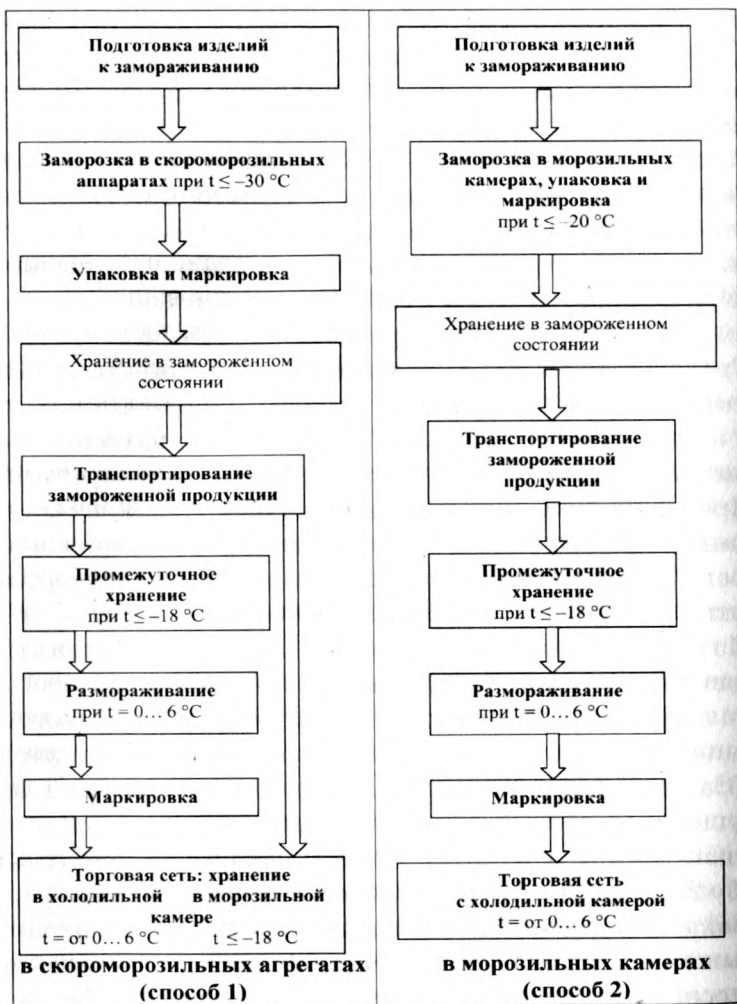 Подготовка изделий
к замораживанию
Заморозка в скороморозильных
аппаратах при t ≤ –30 °C
Упаковка и маркировка
Хранение в замороженном
состоянии
Транспортирование
замороженной продукции
Промежуточное
хранение
при t ≤ –18 °C
Размораживание
при t = 0... 6 °C
Маркировка
Торговая сеть: хранение
в холодильной в морозильной
камере
t = от 0... 6 °C t ≤ –18 °C
в скороморозильных агрегатах
(способ 1)
Подготовка изделий
к замораживанию
Заморозка в морозильных
камерах, упаковка и
маркировка
при t ≤ –20 °C
Хранение в замороженном
состоянии
Транспортирование
замороженной
продукции
Промежуточное
хранение
при t ≤ –18 °C
Размораживание
при t = 0... 6 °C
Маркировка
Торговая сеть
с холодильной камерой
t = от 0... 6 °C
в морозильных камерах
(способ 2)